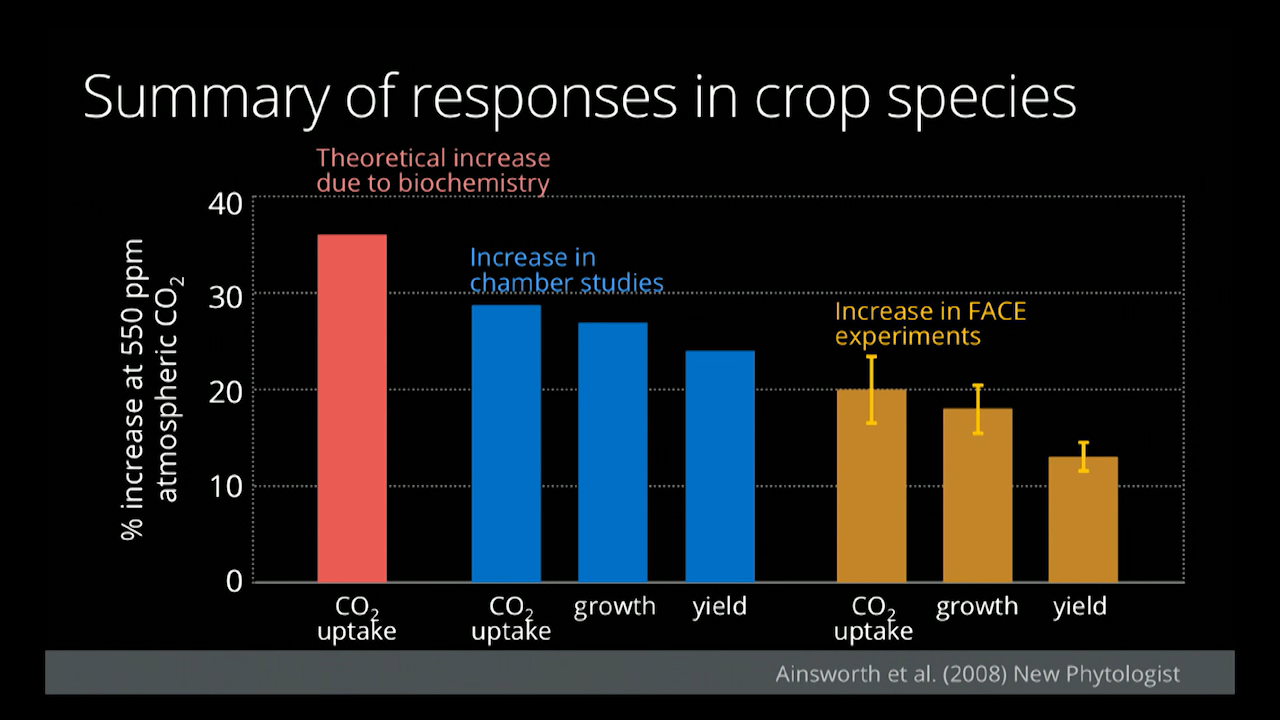 Summary of responses in crop species
Theoretical increase
due to biochemistry
% increase at 550 ppm
atmospheric CO₂
40
30
20
10
0
Increase in
chamber studies
Increase in FACE
experiments
CO₂
uptake
CO₂
uptake
growth
yield
CO₂
uptake
growth
yield
Ainsworth et al. (2008) New Phytologist